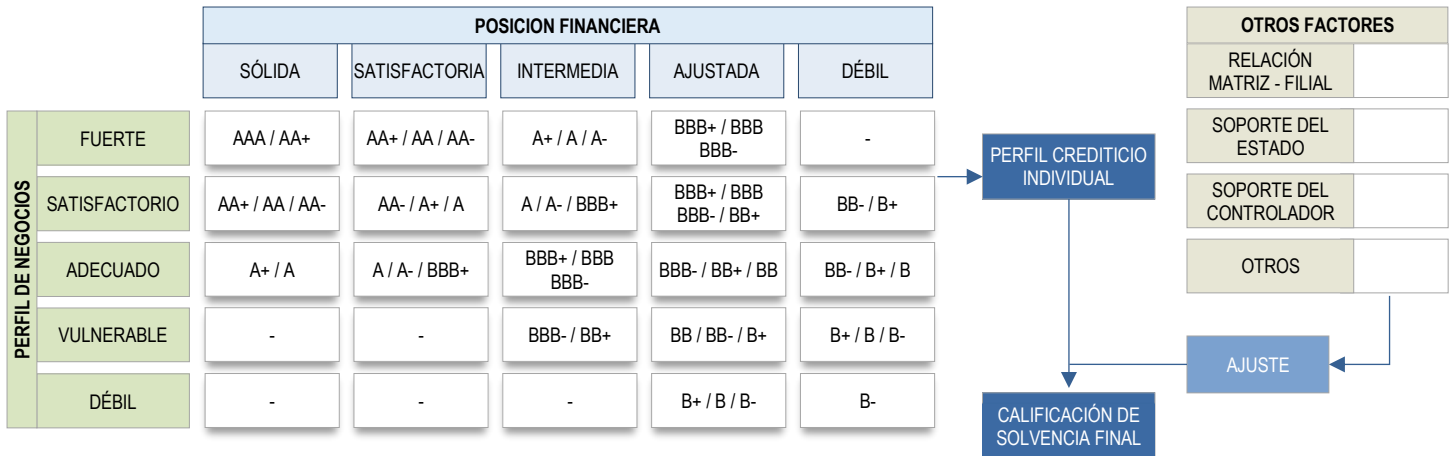 POSICION FINANCIERA
SÓLIDA
SATISFACTORIA
INTERMEDIA
AJUSTADA
DÉBIL
PERFIL DE NEGOCIOS
FUERTE
AAA / AA+
AA+ / AA / AA-
A+ / A / A-
BBB+ / BBB
BBB-
-
SATISFACTORIO
AA+ / AA / AA-
AA- / A+ / A
A / A- / BBB+
BBB+ / BBB
BBB- / BB+
BB- / B+
ADECUADO
A+ / A
A / A- / BBB+
BBB+ / BBB
BBB-
BBB- / BB+ / BB
BB- / B+ / B
VULNERABLE
-
-
BBB- / BB+
BB / BB- / B+
B+ / B / B-
DÉBIL
-
-
-
B+ / B / B-
B-
PERFIL CREDITICIO
INDIVIDUAL
CALIFICACIÓN DE
SOLVENCIA FINAL
OTROS FACTORES
RELACIÓN
MATRIZ - FILIAL
SOPORTE DEL
ESTADO
SOPORTE DEL
CONTROLADOR
OTROS
AJUSTE